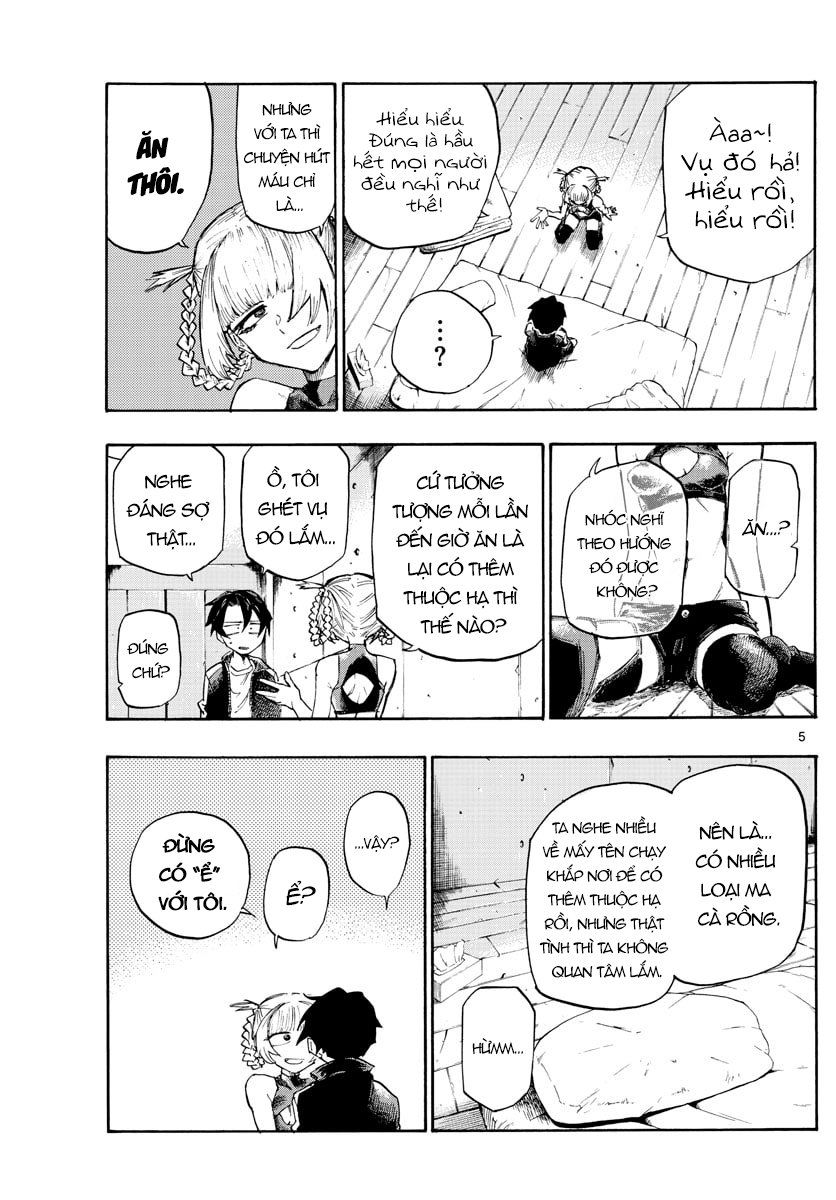 Àaa~!
Vụ đó hả!
Hiểu rồi,
hiểu rồi!
Hiểu hiểu
Đúng là hầu
hết mọi người
đều nghĩ như
thế!
...?
NHƯNG
VỚI TA THÌ
CHUYỆN HÚT
MÁU CHỈ
LÀ...
ĂN
THÔI.
ĂN...?
NHÓC NGHĨ
THEO HƯỚNG
ĐÓ ĐƯỢC
KHÔNG?
CỨ TƯỞNG
TƯỢNG MỖI LẦN
ĐẾN GIỜ ĂN LÀ
LẠI CÓ THÊM
THUỘC HẠ THÌ
THẾ NÀO?
Ồ, TÔI
GHÉT VỤ
ĐÓ LẮM...
NGHE
ĐÁNG SỢ
THẬT...
ĐÚNG
CHỨ?
5
NÊN LÀ...
CÓ NHIỀU
LOẠI MA
CÀ RỒNG.
TA NGHE NHIỀU
VỀ MẤY TÊN CHẠY
KHẮP NƠI ĐỂ CÓ
THÊM THUỘC HẠ
RỒI, NHƯNG THẬT
TÌNH THÌ TA KHÔNG
QUAN TÂM LẮM.
HỪMM...
...VẬY?
Ể?
ĐỪNG
CÓ "Ể"
VỚI TÔI.